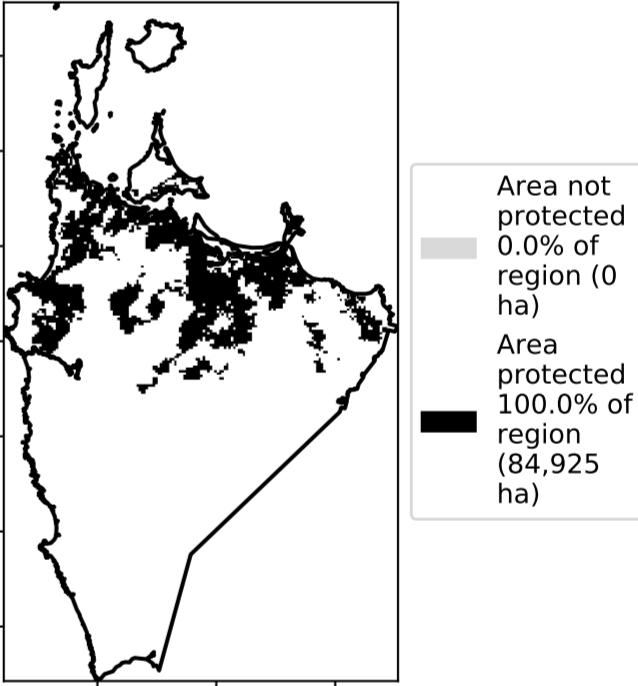 Area not
protected
0.0% of
region (0
ha)
Area
protected
100.0% of
region
(84,925
ha)